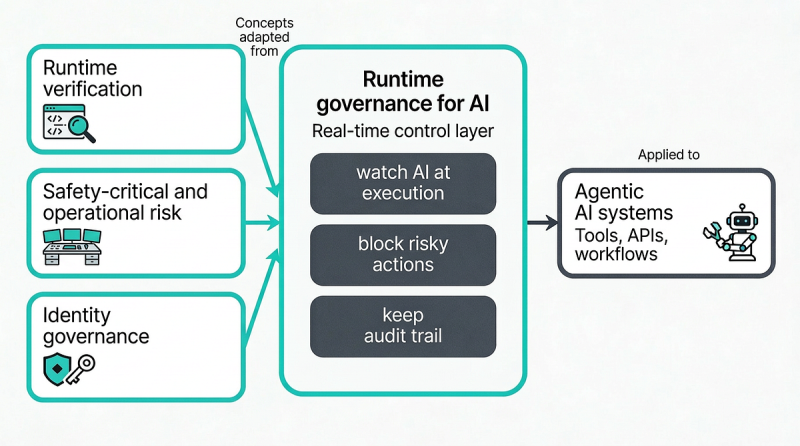 Concepts
adapted
from
Runtime
verification
</>
</>
Safety-critical and
operational risk
Identity
governance
Runtime
governance for AI
Real-time control layer
watch AI at
execution
block risky
actions
keep
audit trail
Applied to
Agentic
AI systems
Tools, APIs,
workflows